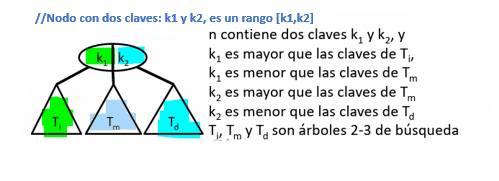 //Nodo con dos claves: k1 y k2, es un rango [k1,k2]
n contiene dos claves k₁ y k₂, y
k₁ es mayor que las claves de Tᵢ,
k₁ es menor que las claves de Tₘ
k₂ es mayor que las claves de Tₘ
k₂ es menor que las claves de T_d
Tᵢ, Tₘ y T_d son árboles 2-3 de búsqueda
k₁ k₂
Tᵢ Tₘ T_d